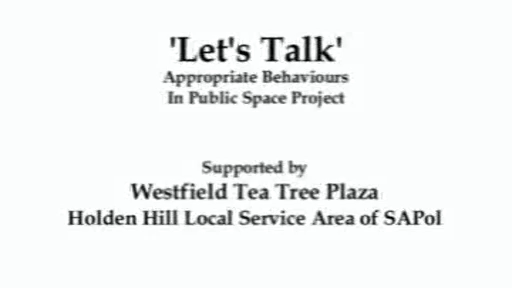 'Let's Talk'
Appropriate Behaviours
In Public Space Project
Supported by
Westfield Tea Tree Plaza
Holden Hill Local Service Area of SAPol